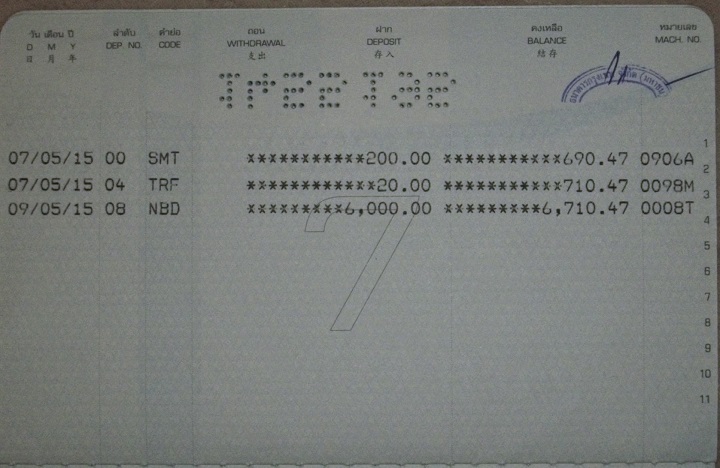 วัน เดือน ปี ลำดับ คำย่อ ถอน ฝาก คงเหลือ หมายเลข
D M Y DEP. NO. CODE WITHDRAWAL DEPOSIT BALANCE MACH. NO.
日 月 年 支出 存入 結存
1
07/05/15 00 SMT ***********200.00 ***********690.47 0906A
2
07/05/15 04 TRF ************20.00 ***********710.47 0098M
3
09/05/15 08 NBD *********6,000.00 *********6,710.47 0008T
4
5
6
7
7
8
9
10
11